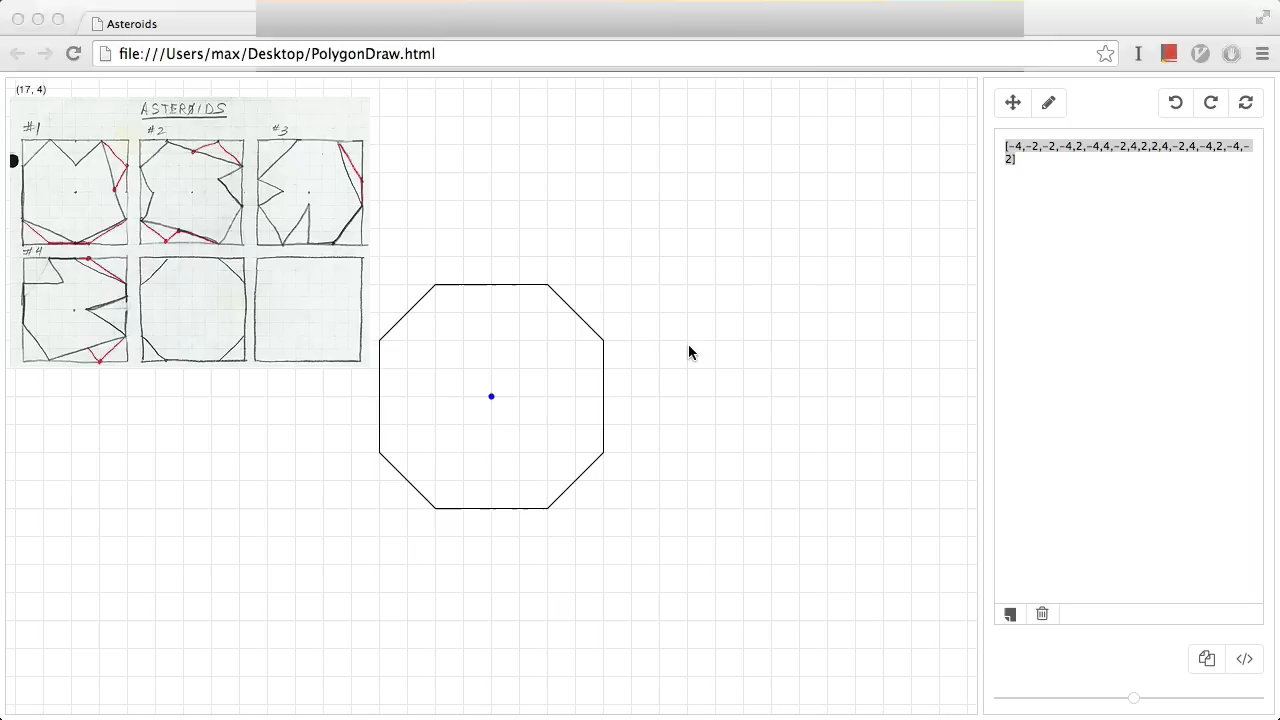 Asteroids
file:///Users/max/Desktop/PolygonDraw.html
(17, 4)
ASTERØIDS
#1 #2 #3
#4
[-4,-2,-2,-4,2,-4,4,-2,4,2,2,4,-2,4,-4,2,-4,-
2]